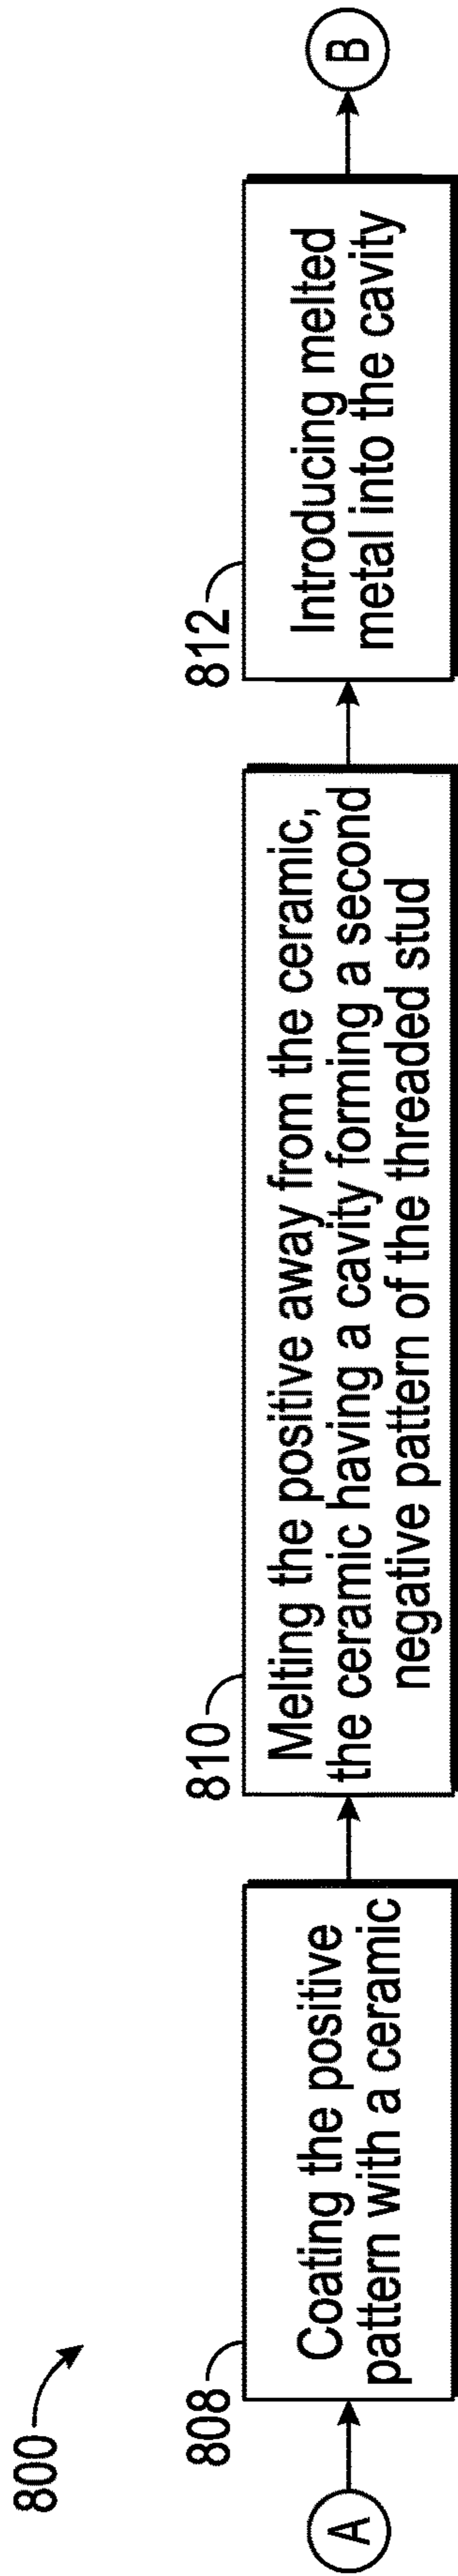 800
A
808
Coating the positive
pattern with a ceramic
810
Melting the positive away from the ceramic,
the ceramic having a cavity forming a second
negative pattern of the threaded stud
812
Introducing melted
metal into the cavity
B